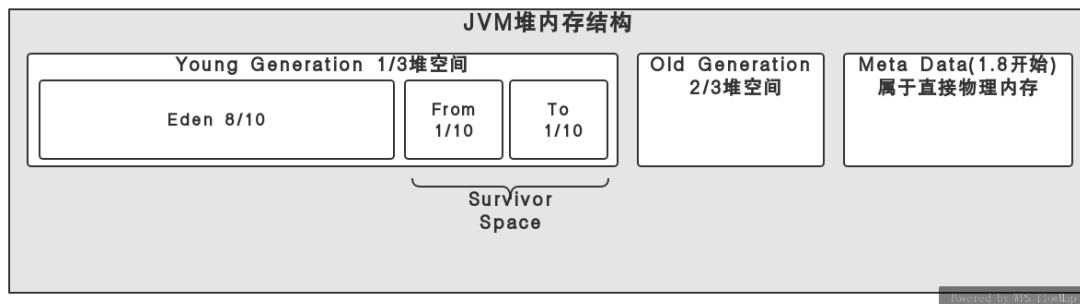 JVM堆内存结构
Young Generation 1/3堆空间
Eden 8/10
From
1/10
To
1/10
Survivor
Space
Old Generation
2/3堆空间
Meta Data(1.8开始)
属于直接物理内存
Powered by WPS flowMap